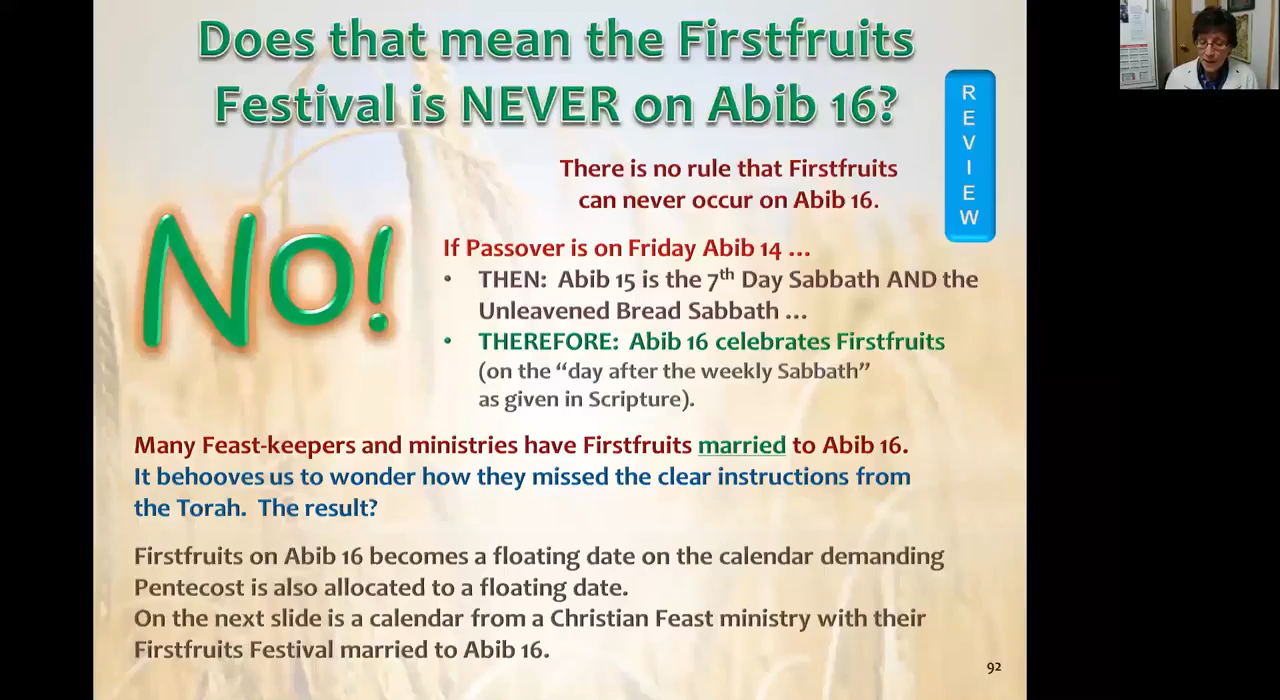 Does that mean the Firstfruits
Festival is NEVER on Abib 16?
REVIEW
There is no rule that Firstfruits
can never occur on Abib 16.
No!
If Passover is on Friday Abib 14 ...
• THEN: Abib 15 is the 7th Day Sabbath AND the
Unleavened Bread Sabbath ...
• THEREFORE: Abib 16 celebrates Firstfruits
(on the “day after the weekly Sabbath”
as given in Scripture).
Many Feast-keepers and ministries have Firstfruits married to Abib 16.
It behooves us to wonder how they missed the clear instructions from
the Torah. The result?
Firstfruits on Abib 16 becomes a floating date on the calendar demanding
Pentecost is also allocated to a floating date.
On the next slide is a calendar from a Christian Feast ministry with their
Firstfruits Festival married to Abib 16.
92